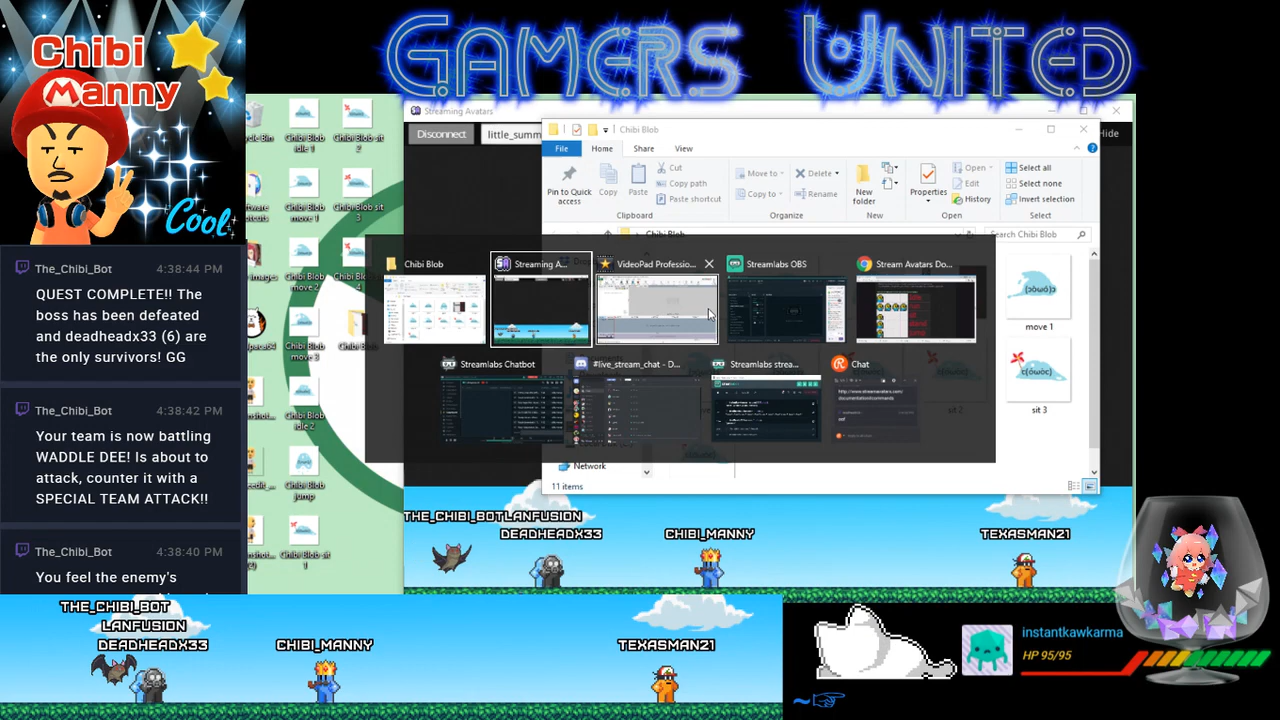 Chibi
Manny
Cool
GAMERS UNITED
The_Chibi_Bot 4:38:44 PM
QUEST COMPLETE!! The
boss has been defeated
and deadheadx33 (6) are
the only survivors! GG
The_Chibi_Bot 4:38:42 PM
Your team is now battling
WADDLE DEE! Is about to
attack, counter it with a
SPECIAL TEAM ATTACK!!
The_Chibi_Bot 4:38:40 PM
You feel the enemy's
Chibi Blob
idle 1
Chibi Blob sit
2
Chibi Blob
move 1
Chibi Blob sit
3
Chibi Blob
move 2
Chibi Blob
move 3
Chibi Blob
idle 2
Chibi Blob
jump
Chibi Blob sit
1
Streaming Avatars
Disconnect
little_summ
Hide
Chibi Blob
File
Home
Share
View
Pin to Quick
access
Copy
Paste
Cut
Copy path
Paste shortcut
Clipboard
Move to
Copy to
Delete
Rename
Organize
New
folder
New
Properties
Open
Edit
History
Open
Select all
Select none
Invert selection
Select
Search Chibi Blob
Chibi Blob
Streaming A...
VideoPad Professio...
Streamlabs OBS
Stream Avatars Do...
Streamlabs Chatbot
#live_stream_chat - D...
Streamlabs strea...
Chat
move 1
sit 2
sit 3
Network
11 items
THE_CHIBI_BOTLANFUSION
DEADHEADX33
CHIBI_MANNY
TEXASMAN21
THE_CHIBI_BOT
LANFUSION
DEADHEADX33
CHIBI_MANNY
TEXASMAN21
instantkawkarma
HP 95/95